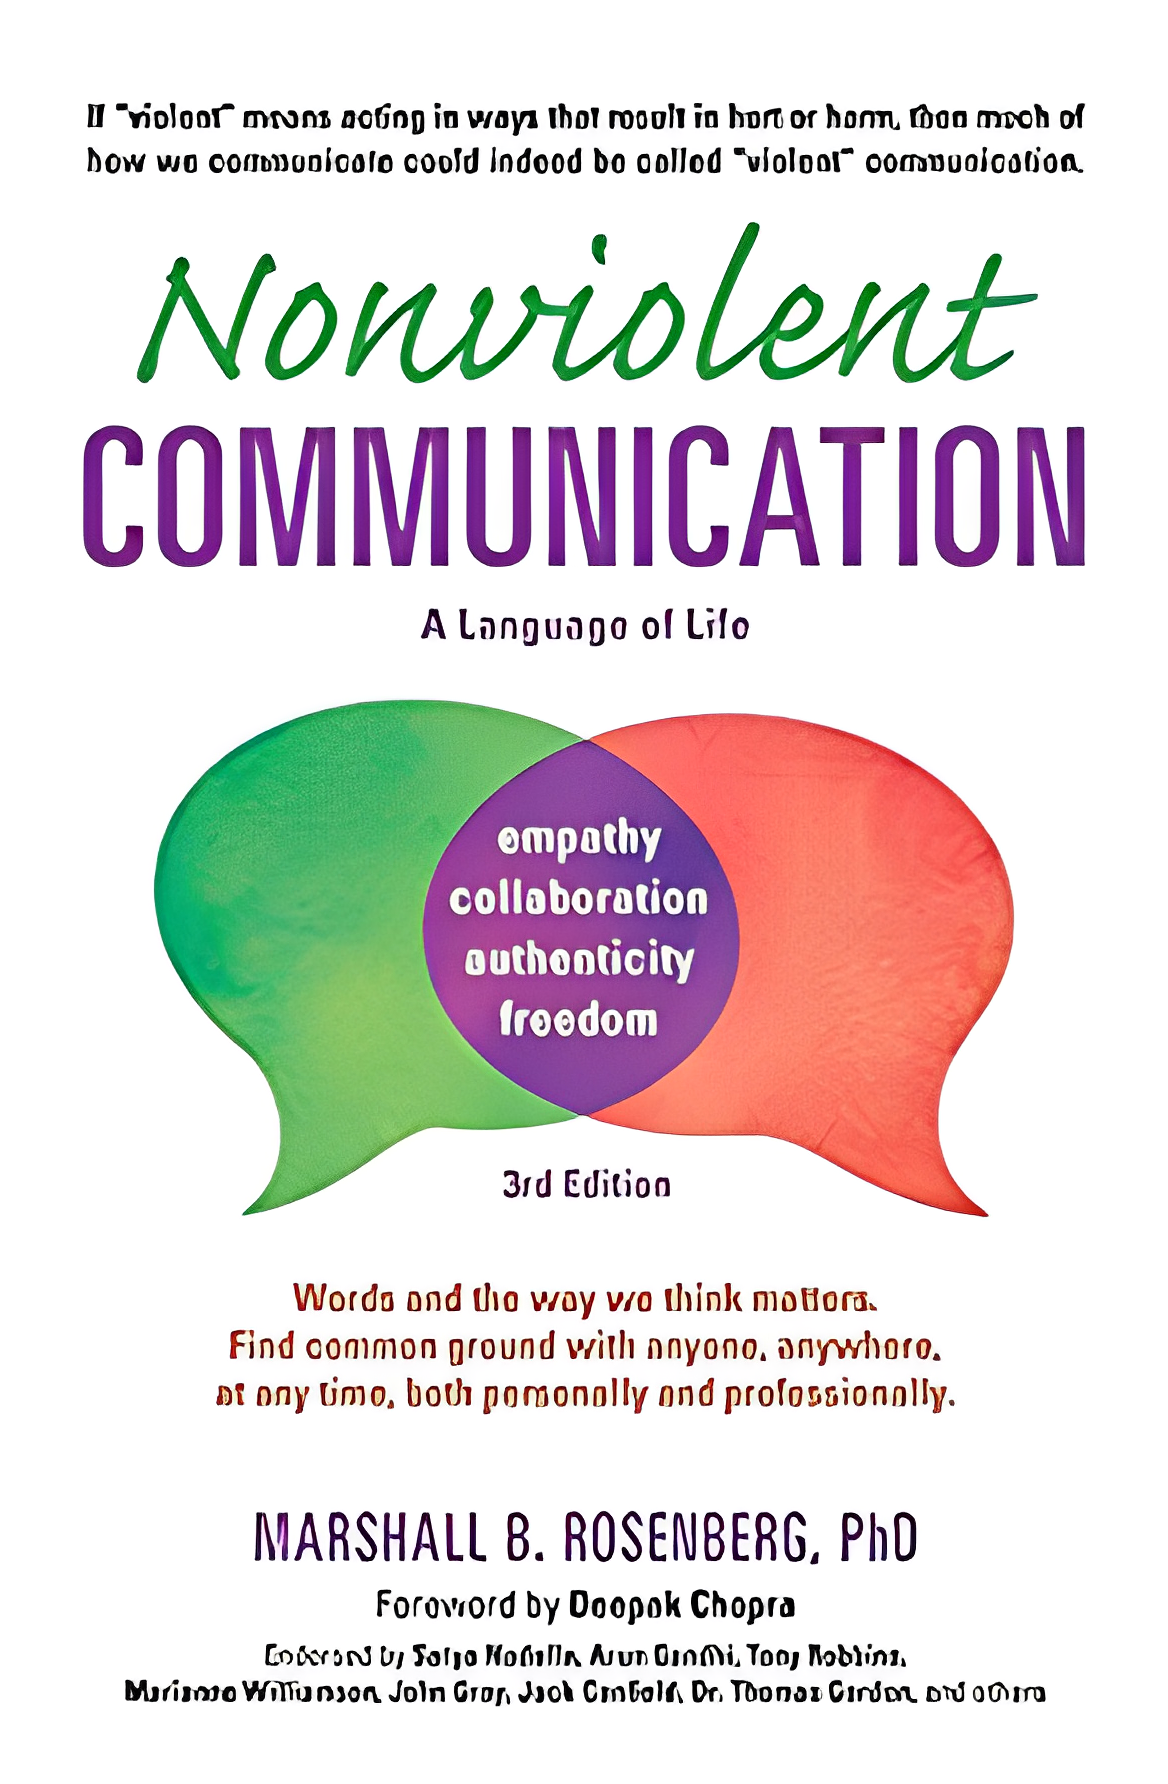 If "violent" means acting in ways that result in hurt or harm, then much of
how we communicate could indeed be called "violent" communication.
Nonviolent
COMMUNICATION
A Language of Life
empathy
collaboration
authenticity
freedom
3rd Edition
Words and the way we think matters.
Find common ground with anyone, anywhere,
at any time, both personally and professionally.
MARSHALL B. ROSENBERG, PhD
Foreword by Deepak Chopra
Endorsed by Satya Nadella, Arun Gandhi, Tony Robbins,
Marianne Williamson, John Gray, Jack Canfield, Dr. Thomas Gordon, and others